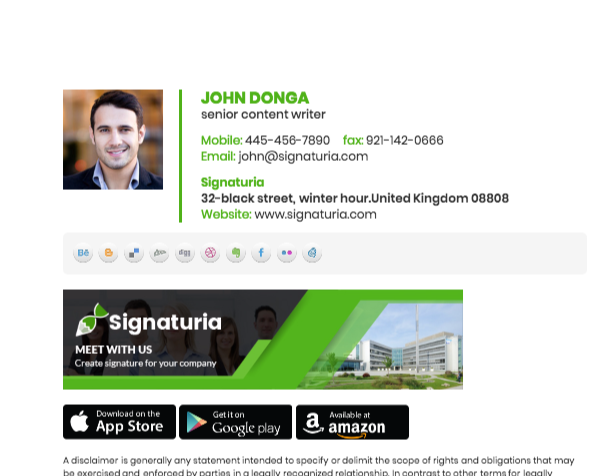 JOHN DONGA
senior content writer
Mobile: 445-456-7890 fax: 921-142-0666
Email: john@signaturia.com
Signaturia
32-black street, winter hour.United Kingdom 08808
Website: www.signaturia.com
Bē
digg
Signaturia
MEET WITH US
Create signature for your company
Download on the
App Store
Get it on
Google play
Available at
amazon
A disclaimer is generally any statement intended to specify or delimit the scope of rights and obligations that may
be exercised and enforced by parties in a legally recognized relationship. In contrast to other terms for legally